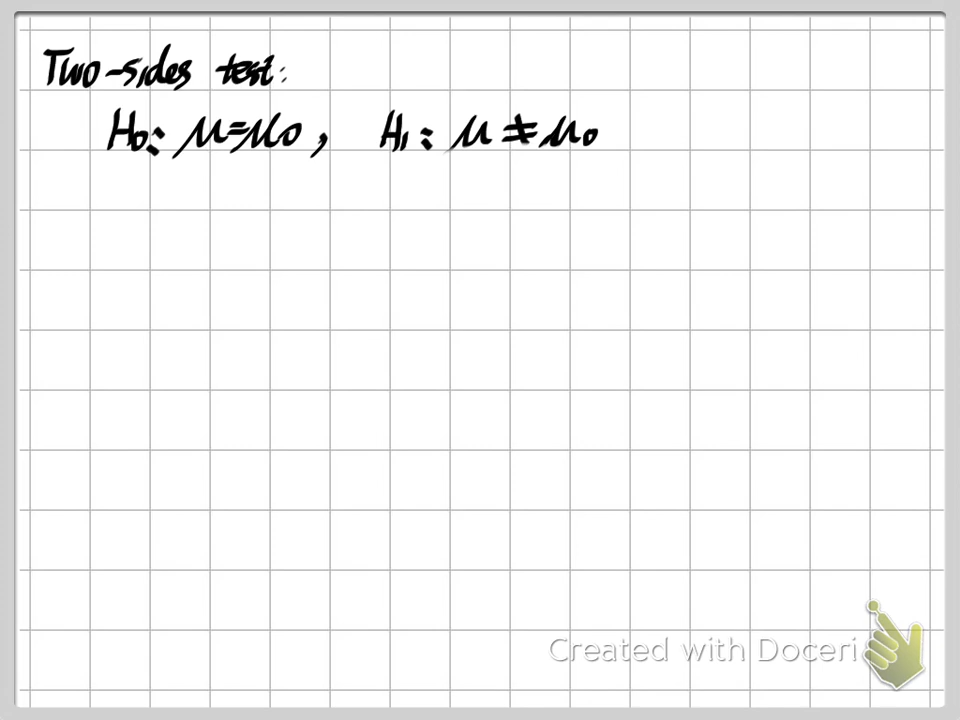 Two-sides test:
H₀: μ=μ₀, H₁: μ≠μ₀
Created with Doceri